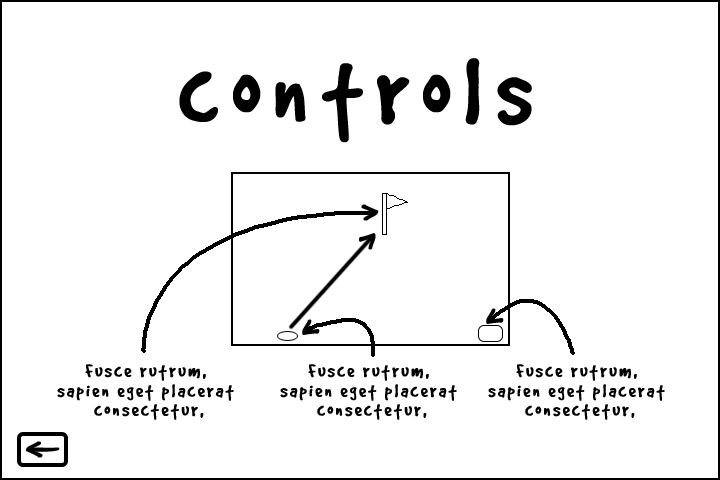 controls
Fusce rutrum,
sapien eget placerat
consectetur,
Fusce rutrum,
sapien eget placerat
consectetur,
Fusce rutrum,
sapien eget placerat
consectetur,